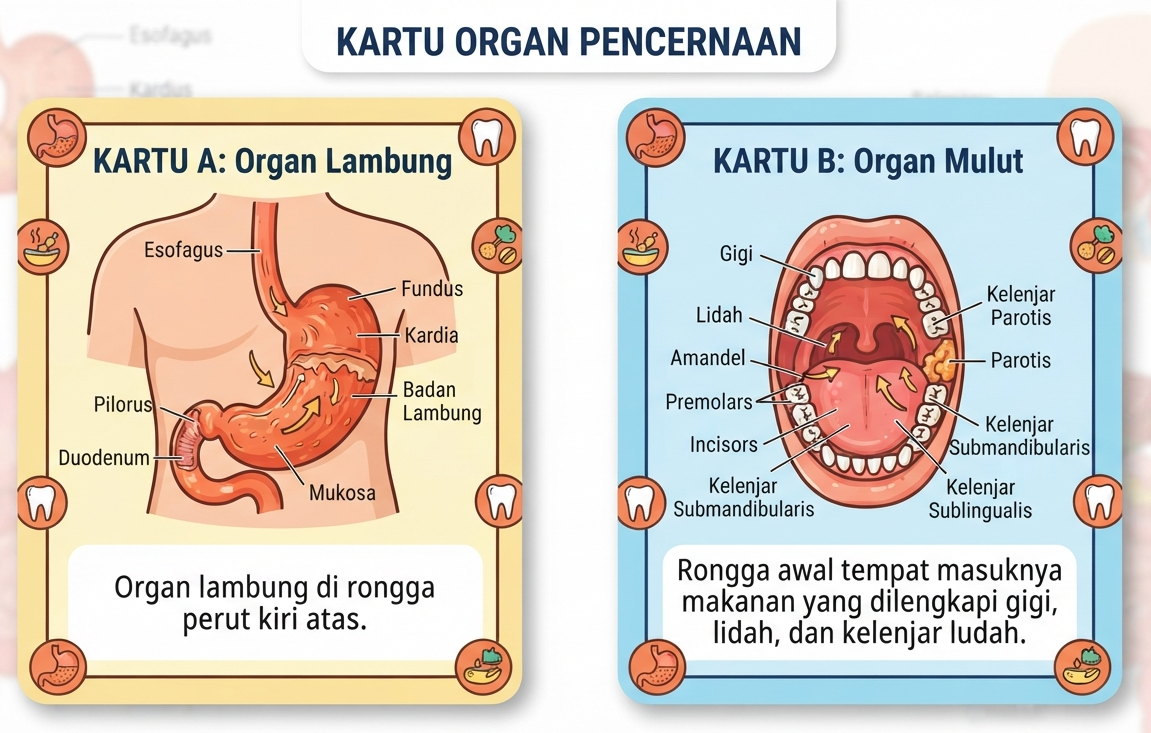 Esofagus
Kardus
KARTU ORGAN PENCERNAAN
KARTU A: Organ Lambung
Esofagus
Fundus
Kardia
Badan
Lambung
Pilorus
Duodenum
Mukosa
Organ lambung di rongga
perut kiri atas.
KARTU B: Organ Mulut
Gigi
Lidah
Amandel
Premolars
Incisors
Kelenjar
Submandibularis
Kelenjar
Parotis
Parotis
Kelenjar
Submandibularis
Kelenjar
Sublingualis
Rongga awal tempat masuknya
makanan yang dilengkapi gigi,
lidah, dan kelenjar ludah.